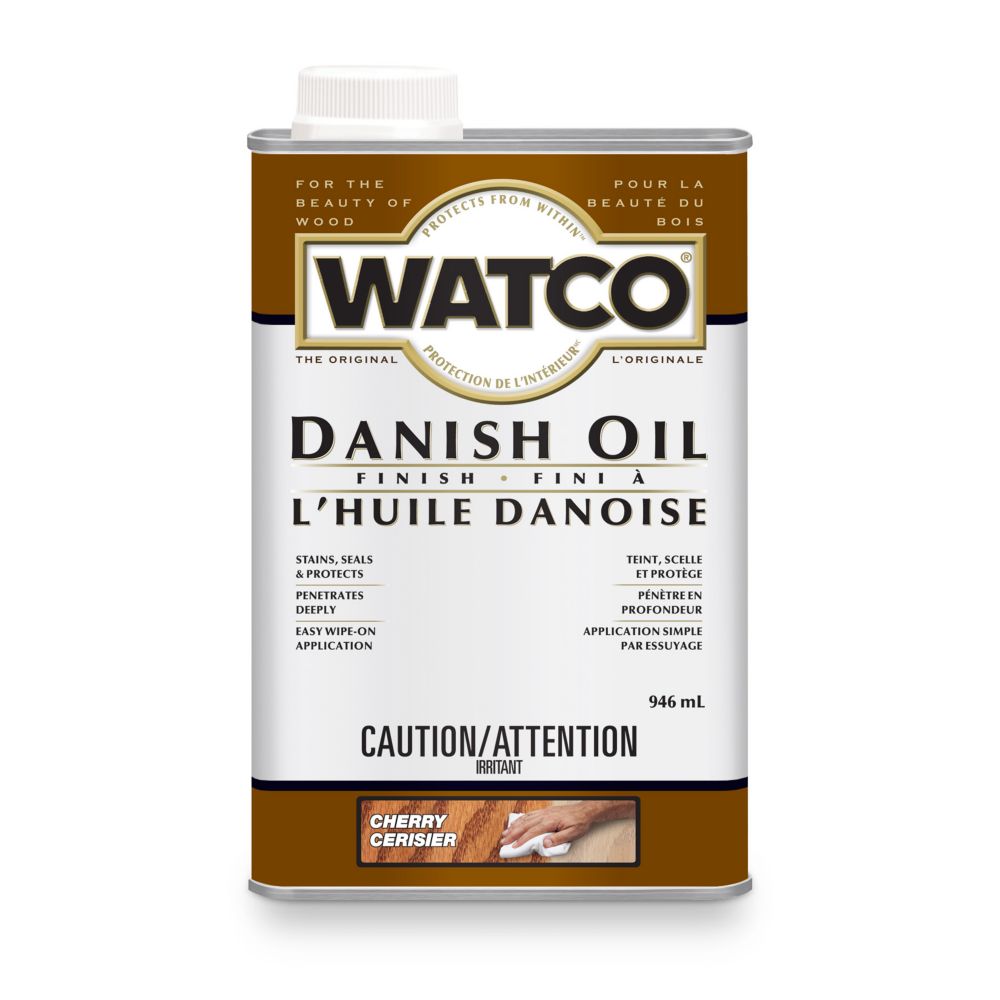 FOR THE
BEAUTY OF
WOOD
POUR LA
BEAUTÉ DU
BOIS
PROTECTS FROM WITHIN™
WATCO®
PROTECTION DE L'INTÉRIEUR MC
THE ORIGINAL
L'ORIGINALE
DANISH OIL
FINISH • FINI À
L'HUILE DANOISE
STAINS, SEALS
& PROTECTS
PENETRATES
DEEPLY
EASY WIPE-ON
APPLICATION
TEINT, SCELLE
ET PROTÈGE
PÉNÈTRE EN
PROFONDEUR
APPLICATION SIMPLE
PAR ESSUYAGE
946 mL
CAUTION/ATTENTION
IRRITANT
CHERRY
CERISIER